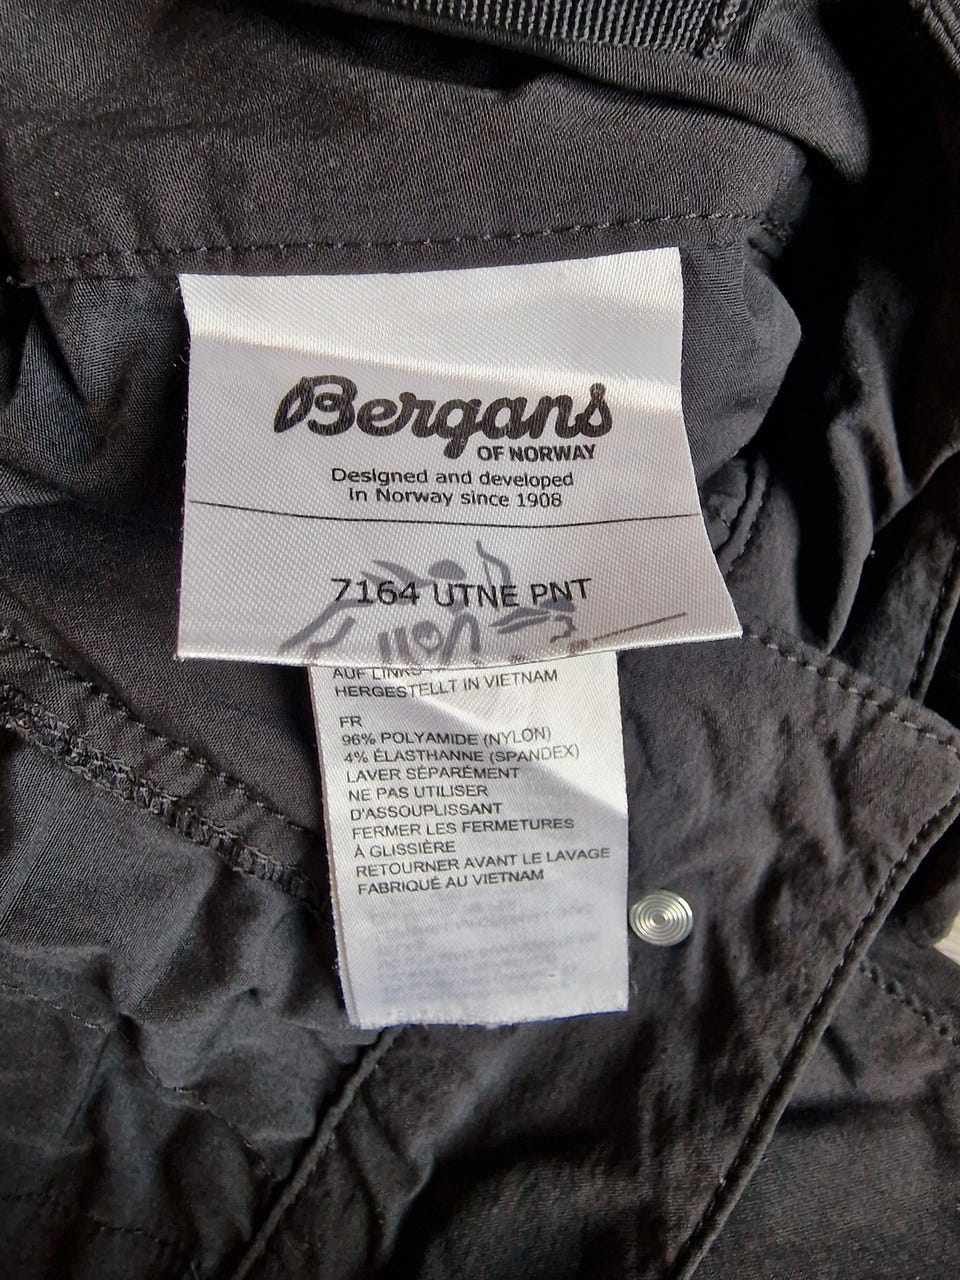 Bergans
OF NORWAY
Designed and developed
in Norway since 1908
7164 UTNE PNT
AUF LINKS
HERGESTELLT IN VIETNAM
FR
96% POLYAMIDE (NYLON)
4% ÉLASTHANNE (SPANDEX)
LAVER SÉPARÉMENT
NE PAS UTILISER
D'ASSOUPLISSANT
FERMER LES FERMETURES
À GLISSIÈRE
RETOURNER AVANT LE LAVAGE
FABRIQUÉ AU VIETNAM